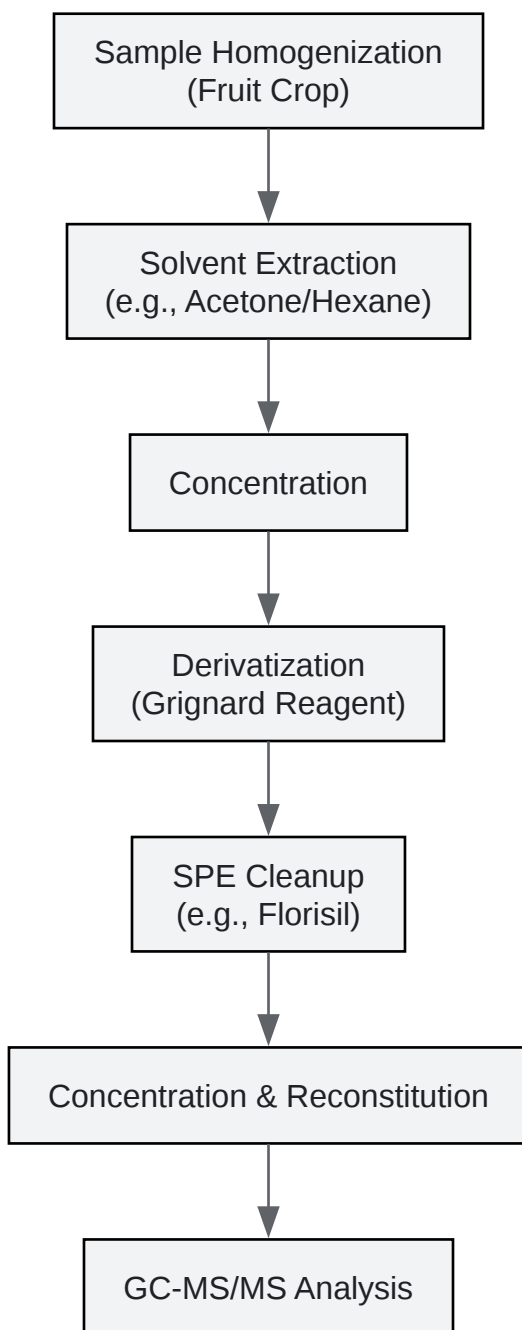 Sample Homogenization
(Fruit Crop)
Solvent Extraction
(e.g., Acetone/Hexane)
Concentration
Derivatization
(Grignard Reagent)
SPE Cleanup
(e.g., Florisil)
Concentration & Reconstitution
GC-MS/MS Analysis